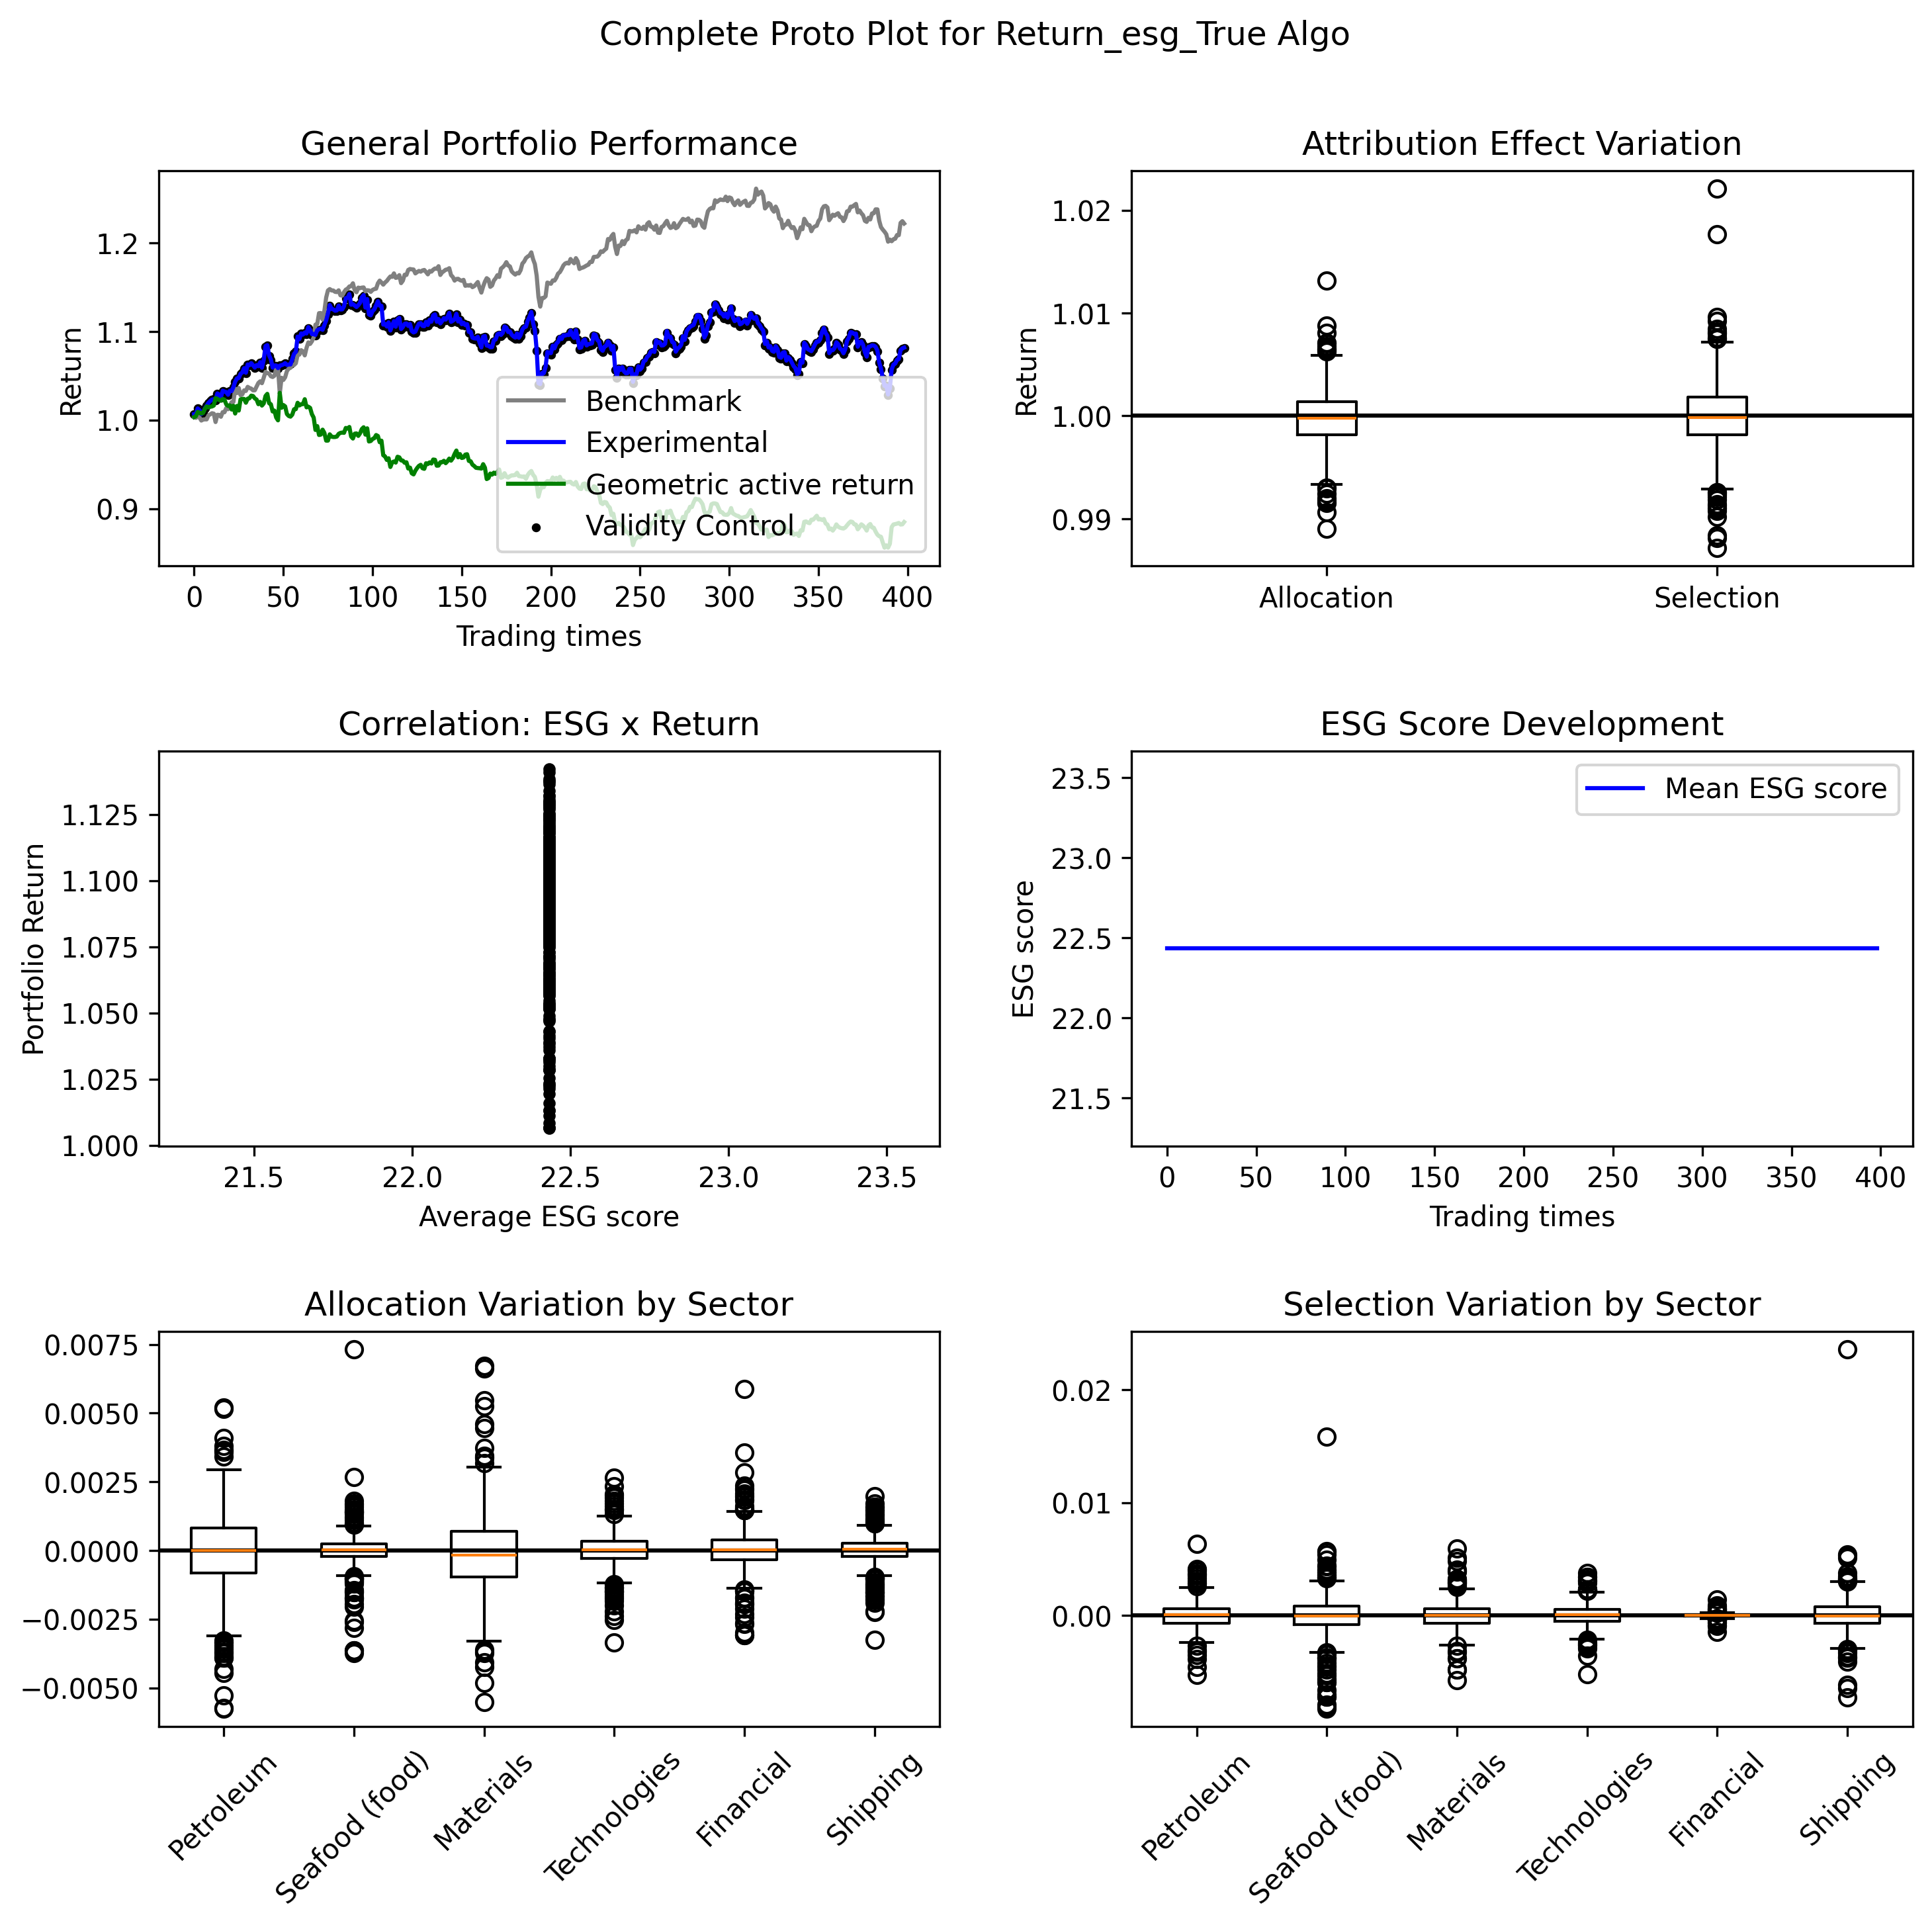 Complete Proto Plot for Return_esg_True Algo
General Portfolio Performance
Return
1.2
1.1
1.0
0.9
Benchmark
Experimental
Geometric active return
Validity Control
0 50 100 150 200 250 300 350 400
Trading times
Attribution Effect Variation
Return
1.02
1.01
1.00
0.99
Allocation Selection
Correlation: ESG x Return
Portfolio Return
1.125
1.100
1.075
1.050
1.025
1.000
21.5 22.0 22.5 23.0 23.5
Average ESG score
ESG Score Development
ESG score
23.5
23.0
22.5
22.0
21.5
Mean ESG score
0 50 100 150 200 250 300 350 400
Trading times
Allocation Variation by Sector
0.0075
0.0050
0.0025
0.0000
−0.0025
−0.0050
Petroleum
Seafood (food)
Materials
Technologies
Financial
Shipping
Selection Variation by Sector
0.02
0.01
0.00
Petroleum
Seafood (food)
Materials
Technologies
Financial
Shipping